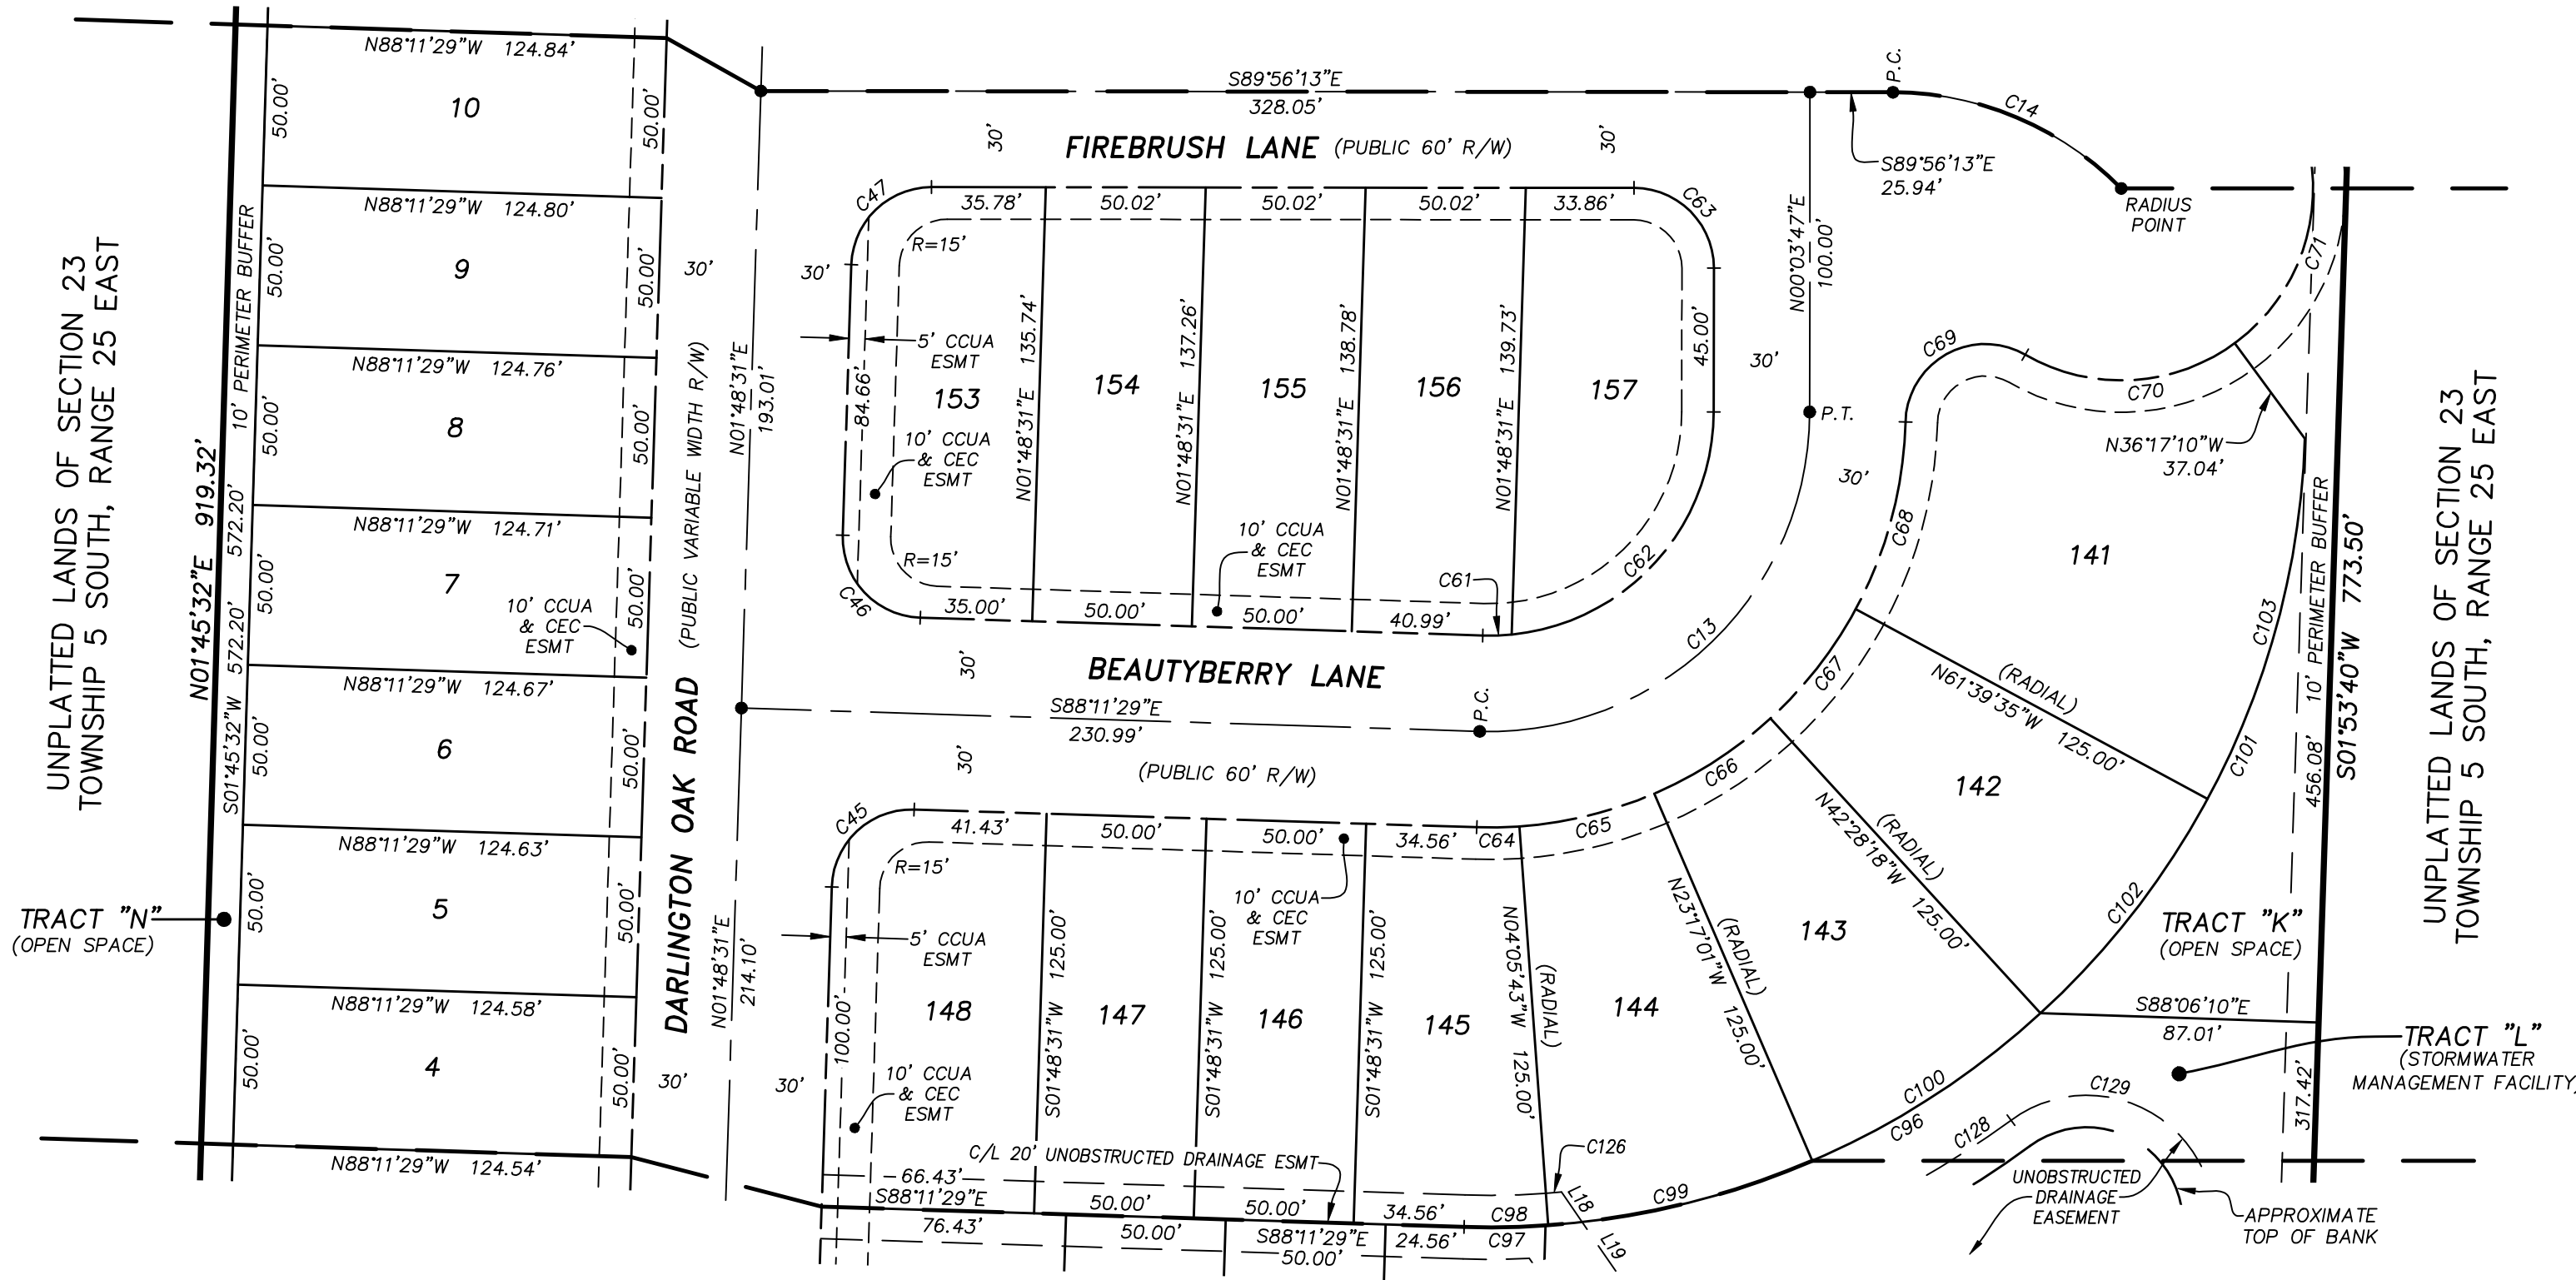 UNPLATTED LANDS OF SECTION 23
TOWNSHIP 5 SOUTH, RANGE 25 EAST
N01°45'32"E 919.32'
10' PERIMETER BUFFER
S01°45'32"W 572.20' 572.20'
TRACT "N"
(OPEN SPACE)
N88°11'29"W 124.84'
50.00'
10
50.00'
N88°11'29"W 124.80'
50.00'
9
50.00'
N88°11'29"W 124.76'
50.00'
8
50.00'
N88°11'29"W 124.71'
50.00'
7
50.00'
10' CCUA
& CEC
ESMT
N88°11'29"W 124.67'
50.00'
6
50.00'
N88°11'29"W 124.63'
50.00'
5
50.00'
N88°11'29"W 124.58'
50.00'
4
50.00'
N88°11'29"W 124.54'
DARLINGTON OAK ROAD (PUBLIC VARIABLE WIDTH R/W)
30'
30'
N01°48'31"E
193.01'
N01°48'31"E
214.10'
30'
30'
S89°56'13"E
328.05'
30'
FIREBRUSH LANE (PUBLIC 60' R/W)
30'
P.C.
C14
S89°56'13"E
25.94'
RADIUS
POINT
C47
35.78'
50.02'
50.02'
50.02'
33.86'
C63
R=15'
5' CCUA
ESMT
84.66'
153
10' CCUA
& CEC
ESMT
R=15'
C46
N01°48'31"E 135.74'
154
N01°48'31"E 137.26'
155
N01°48'31"E 138.78'
156
N01°48'31"E 139.73'
157
45.00'
10' CCUA
& CEC
ESMT
C61
C62
35.00'
50.00'
50.00'
40.99'
N00°03'47"E
100.00'
30'
P.T.
30'
C13
30'
BEAUTYBERRY LANE
P.C.
S88°11'29"E
230.99'
30'
(PUBLIC 60' R/W)
C45
41.43'
50.00'
50.00'
34.56'
C64
C65
C66
C67
C68
C69
C70
C71
R=15'
5' CCUA
ESMT
100.00'
148
10' CCUA
& CEC
ESMT
S01°48'31"W 125.00'
147
S01°48'31"W 125.00'
146
10' CCUA
& CEC
ESMT
S01°48'31"W 125.00'
145
N04°05'43"W 125.00'
(RADIAL)
144
N23°17'01"W 125.00'
(RADIAL)
143
N42°28'18"W 125.00'
(RADIAL)
142
N61°39'35"W 125.00'
(RADIAL)
141
N36°17'10"W
37.04'
C103
C101
C102
C100
C96
C99
C126
L18
L19
C/L 20' UNOBSTRUCTED DRAINAGE ESMT
66.43'
S88°11'29"E
50.00'
50.00'
34.56'
C98
76.43'
50.00'
S88°11'29"E
50.00'
24.56'
C97
10' PERIMETER BUFFER
456.08'
S01°53'40"W 773.50'
TRACT "K"
(OPEN SPACE)
S88°06'10"E
87.01'
TRACT "L"
(STORMWATER
MANAGEMENT FACILITY)
317.42'
C129
C128
UNOBSTRUCTED
DRAINAGE
EASEMENT
APPROXIMATE
TOP OF BANK
UNPLATTED LANDS OF SECTION 23
TOWNSHIP 5 SOUTH, RANGE 25 EAST